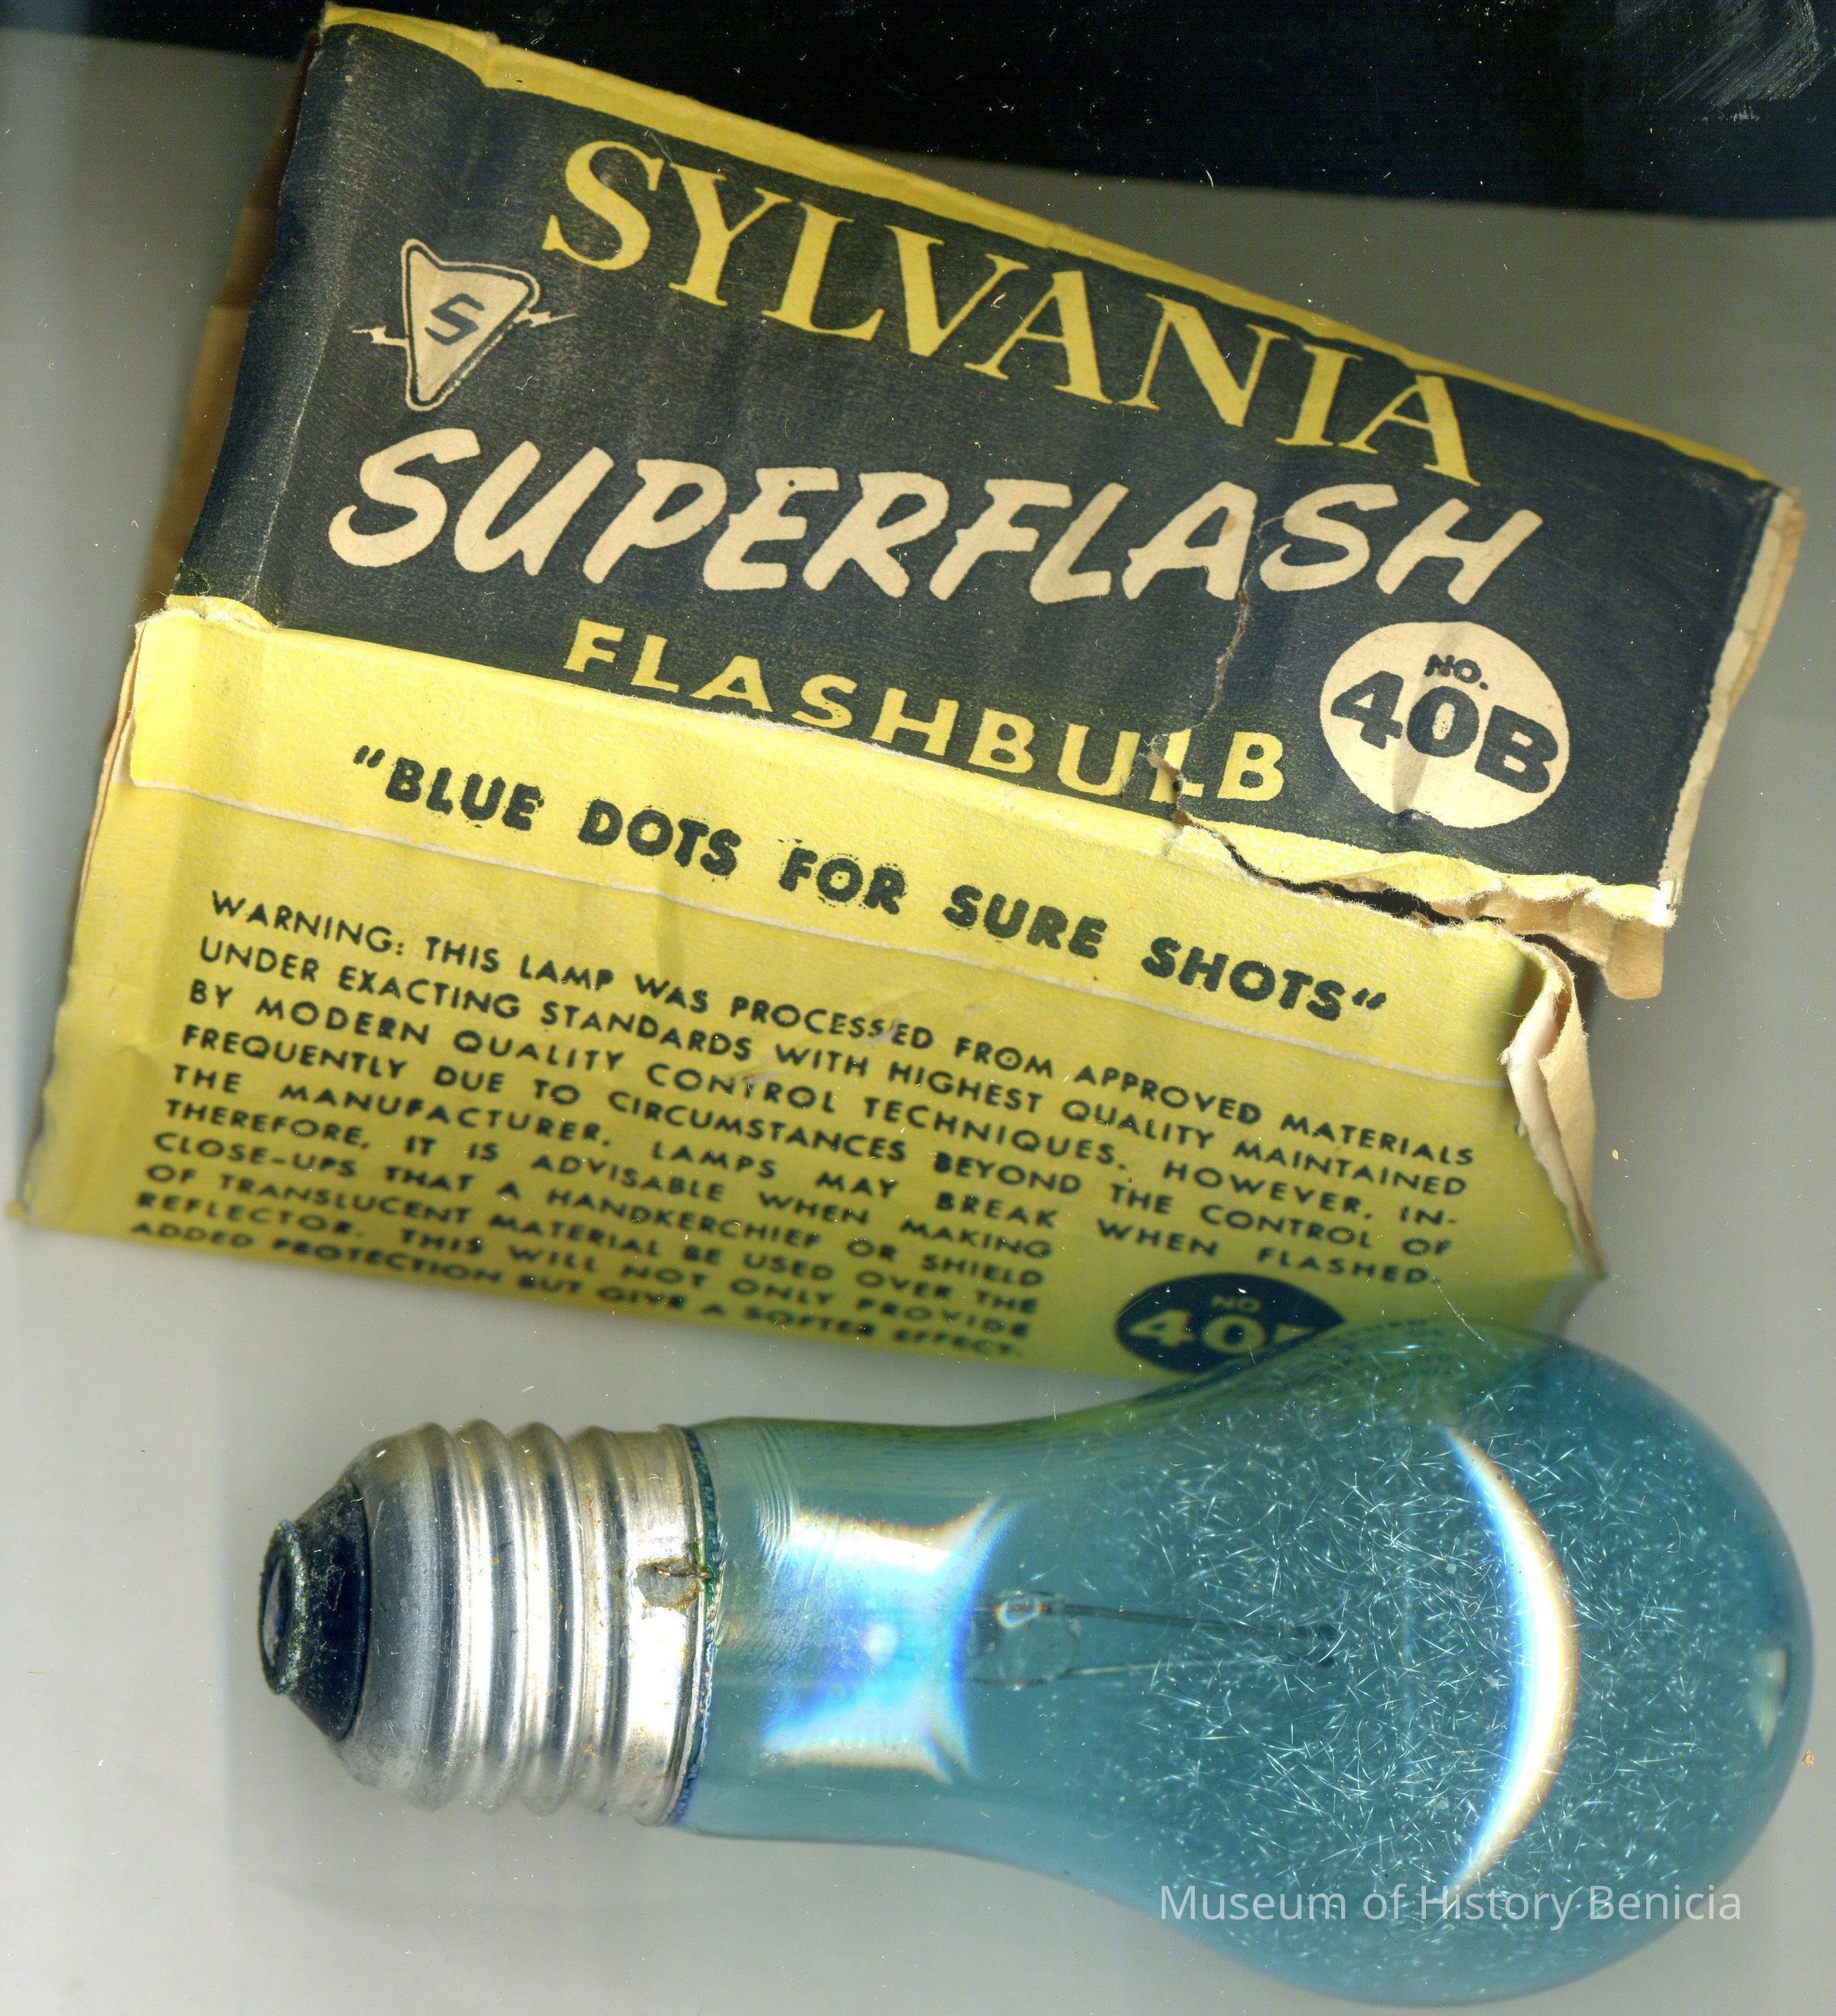 SYLVANIA
S
SUPERFLASH
FLASHBULB
NO.
40B
"BLUE DOTS FOR SURE SHOTS"
WARNING: THIS LAMP WAS PROCESSED FROM APPROVED MATERIALS
UNDER EXACTING STANDARDS WITH HIGHEST QUALITY MAINTAINED
BY MODERN QUALITY CONTROL TECHNIQUES. HOWEVER, IN-
FREQUENTLY DUE TO CIRCUMSTANCES BEYOND THE CONTROL OF
THE MANUFACTURER, LAMPS MAY BREAK WHEN FLASHED.
THEREFORE, IT IS ADVISABLE WHEN MAKING
CLOSE-UPS THAT A HANDKERCHIEF OR SHIELD
OF TRANSLUCENT MATERIAL BE USED OVER THE
REFLECTOR. THIS WILL NOT ONLY PROVIDE
ADDED PROTECTION BUT GIVE A SOFTER EFFECT.
NO
40
Museum of History Benicia